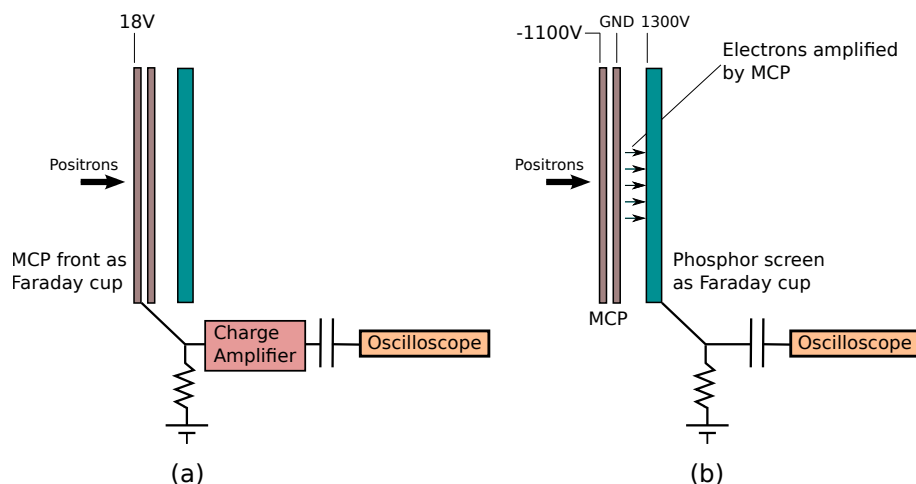 18V
Positrons
MCP front as
Faraday cup
Charge
Amplifier
Oscilloscope
(a)
-1100V
GND
1300V
Electrons amplified
by MCP
Positrons
Phosphor screen
as Faraday cup
MCP
Oscilloscope
(b)